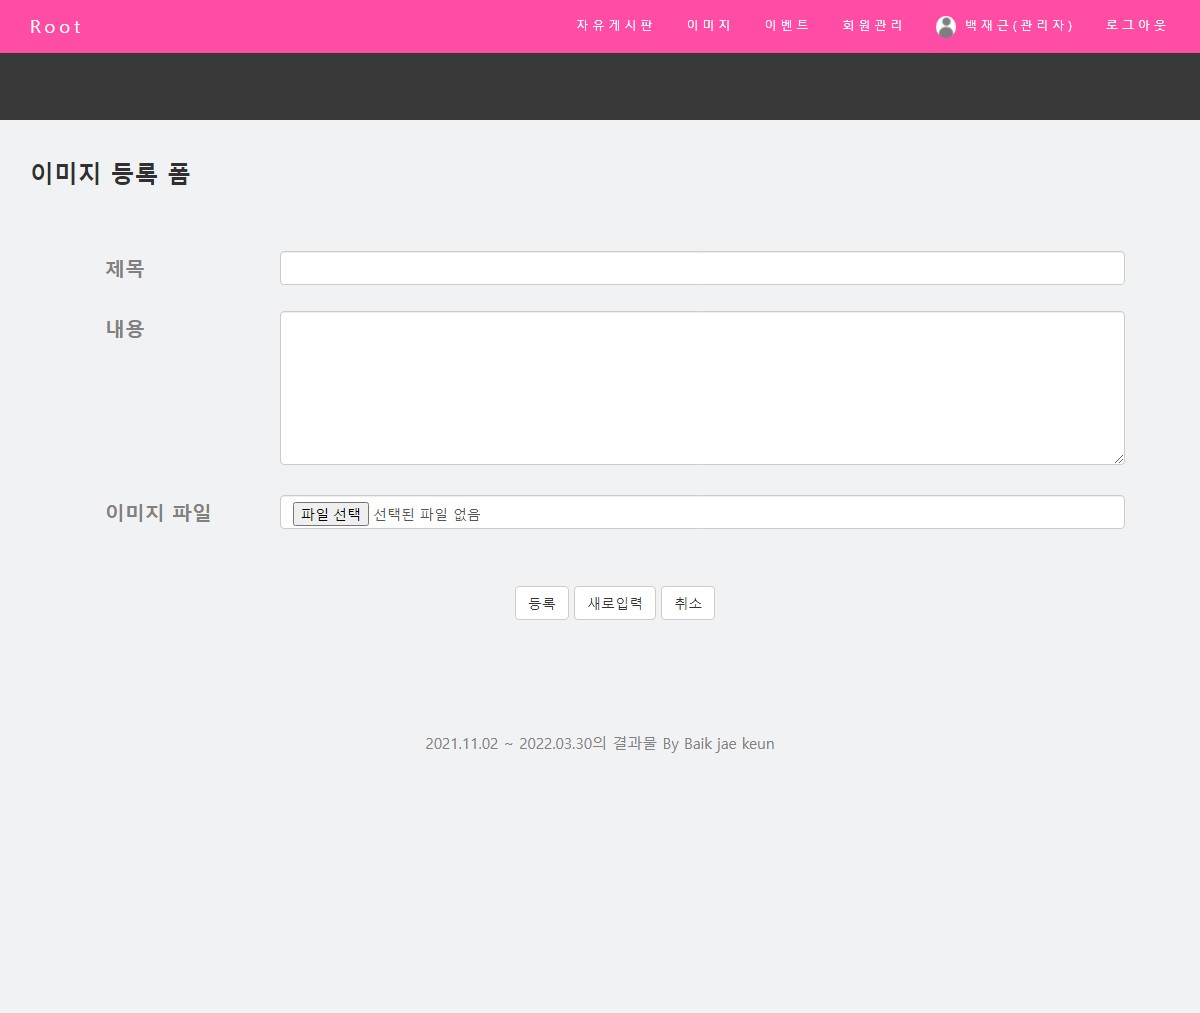 Root
자유게시판 이미지 이벤트 회원관리 백재근(관리자) 로그아웃
이미지 등록 폼
제목
내용
이미지 파일 파일 선택 선택된 파일 없음
등록 새로입력 취소
2021.11.02 ~ 2022.03.30의 결과물 By Baik jae keun